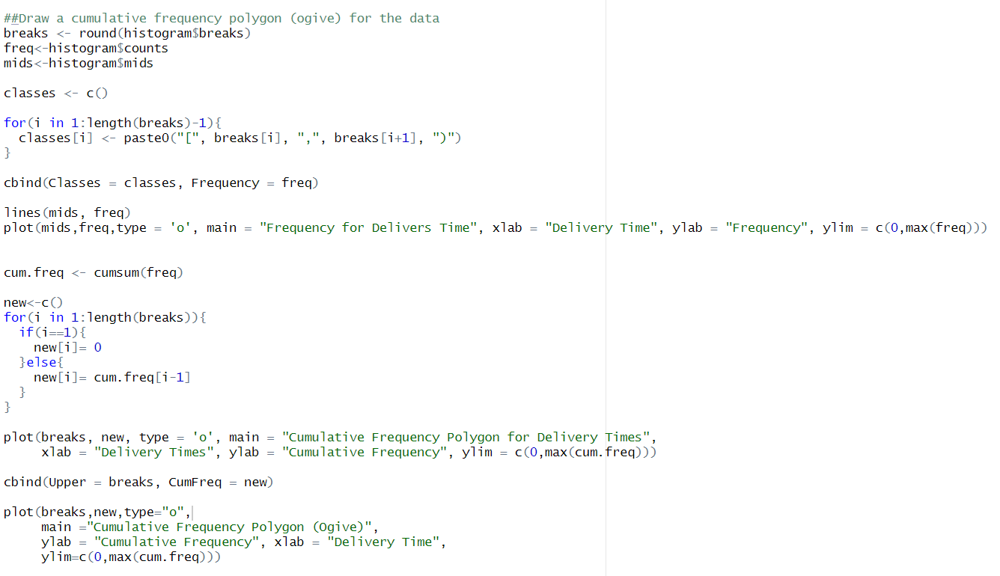 ##Draw a cumulative frequency polygon (ogive) for the data
breaks <- round(histogram$breaks)
freq<-histogram$counts
mids<-histogram$mids
classes <- c()
for(i in 1:length(breaks)-1){
  classes[i] <- paste0("[", breaks[i], ",", breaks[i+1], ")")
}
cbind(Classes = classes, Frequency = freq)
lines(mids, freq)
plot(mids,freq,type = 'o', main = "Frequency for Delivers Time", xlab = "Delivery Time", ylab = "Frequency", ylim = c(0,max(freq)))
cum.freq <- cumsum(freq)
new<-c()
for(i in 1:length(breaks)){
  if(i==1){
    new[i]= 0
  }else{
    new[i]= cum.freq[i-1]
  }
}
plot(breaks, new, type = 'o', main = "Cumulative Frequency Polygon for Delivery Times",
     xlab = "Delivery Times", ylab = "Cumulative Frequency", ylim = c(0,max(cum.freq)))
cbind(Upper = breaks, CumFreq = new)
plot(breaks,new,type="o",
     main ="Cumulative Frequency Polygon (Ogive)",
     ylab = "Cumulative Frequency", xlab = "Delivery Time",
     ylim=c(0,max(cum.freq)))